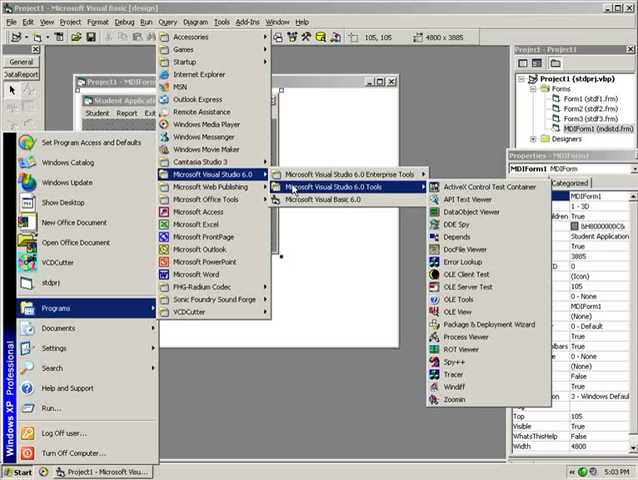 Project1 - Microsoft Visual Basic [design]
File Edit View Project Format Debug Run Query Diagram Tools Add-Ins Window Help
105, 105
4800 x 3885
General
DataReport
Project1 - MDIForm1
Student Application
Student Report Exit
Project1 (stdprj.vbp)
Forms
Form1 (stdf1.frm)
Form2 (stdf2.frm)
Form3 (stdf3.frm)
MDIForm1 (mdistd.frm)
Designers
Properties - MDIForm1
Categorized
MDIForm1
1 - 3D
&H8000000C&
Student Application
True
3885
(Icon)
True
105
(Icon)
True
105
True
(None)
0 - Default
True
(None)
True
False
True
3 - Windows Default
Top 105
Visible True
WhatsThisHelp False
Width 4800
Set Program Access and Defaults
Windows Catalog
Windows Update
Show Desktop
New Office Document
Open Office Document
VCDCutter
stdprj
Programs
Documents
Settings
Search
Help and Support
Run...
Log Off user...
Turn Off Computer...
Windows XP Professional
Accessories
Games
Startup
Internet Explorer
MSN
Outlook Express
Remote Assistance
Windows Media Player
Windows Messenger
Windows Movie Maker
Camtasia Studio 3
Microsoft Visual Studio 6.0
Microsoft Web Publishing
Microsoft Office Tools
Microsoft Access
Microsoft Excel
Microsoft FrontPage
Microsoft Outlook
Microsoft PowerPoint
Microsoft Word
FHG-Radium Codec
Sonic Foundry Sound Forge
VCDCutter
Microsoft Visual Studio 6.0 Enterprise Tools
Microsoft Visual Studio 6.0 Tools
Microsoft Visual Basic 6.0
ActiveX Control Test Container
API Text Viewer
DataObject Viewer
DDE Spy
Depends
DocFile Viewer
Error Lookup
OLE Client Test
OLE Server Test
OLE Tools
OLE View
Package & Deployment Wizard
Process Viewer
ROT Viewer
Spy++
Tracer
Windiff
Zoomin
Start
Project1 - Microsoft Visu...
5:03 PM